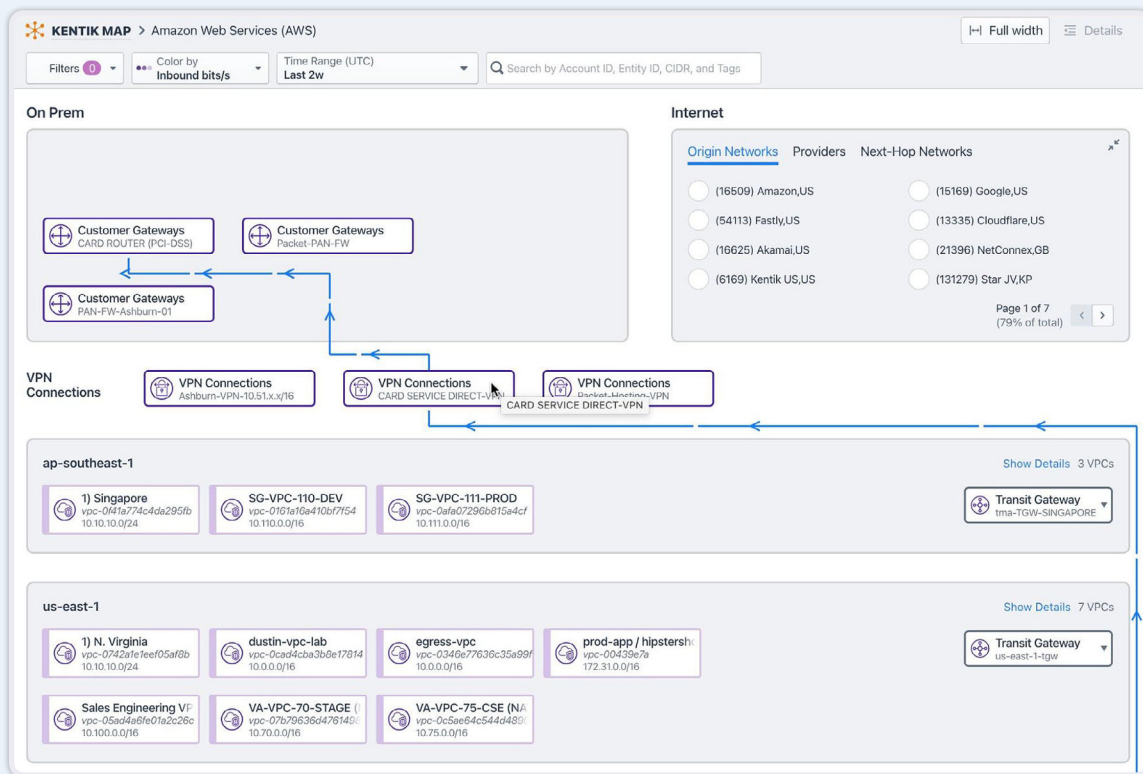 KENTIK MAP > Amazon Web Services (AWS)
Full width
Details
Filters 0
Color by
Inbound bits/s
Time Range (UTC)
Last 2w
Search by Account ID, Entity ID, CIDR, and Tags
On Prem
Customer Gateways
CARD ROUTER (PCI-DSS)
Customer Gateways
Packet-PAN-FW
Customer Gateways
PAN-FW-Ashburn-01
Internet
Origin Networks Providers Next-Hop Networks
(16509) Amazon,US
(15169) Google,US
(54113) Fastly,US
(13335) Cloudflare,US
(16625) Akamai,US
(21396) NetConnex,GB
(6169) Kentik US,US
(131279) Star JV,KP
Page 1 of 7
(79% of total)
VPN
Connections
VPN Connections
Ashburn-VPN-10.51.x.x/16
VPN Connections
CARD SERVICE DIRECT-VPN
VPN Connections
Packet-Hosting-VPN
CARD SERVICE DIRECT-VPN
ap-southeast-1
Show Details 3 VPCs
1) Singapore
vpc-0f41a774c4da295fb
10.10.10.0/24
SG-VPC-110-DEV
vpc-0161a16a410bf7f54
10.110.0.0/16
SG-VPC-111-PROD
vpc-0afa07296b815a4cf
10.111.0.0/16
Transit Gateway
tma-TGW-SINGAPORE
us-east-1
Show Details 7 VPCs
1) N. Virginia
vpc-0742a1e1eef05af8b
10.10.10.0/24
dustin-vpc-lab
vpc-0cad4cba3b8e17814
10.0.0.0/16
egress-vpc
vpc-0346e77636c35a99f
10.0.0.0/16
prod-app / hipstersho
vpc-00439e7a
172.31.0.0/16
Transit Gateway
us-east-1-tgw
Sales Engineering VP
vpc-05ad4a6fe01a2c26c
10.100.0.0/16
VA-VPC-70-STAGE (
vpc-07b79636d4761498
10.70.0.0/16
VA-VPC-75-CSE (NA
vpc-0c5ae64c544d489
10.75.0.0/16